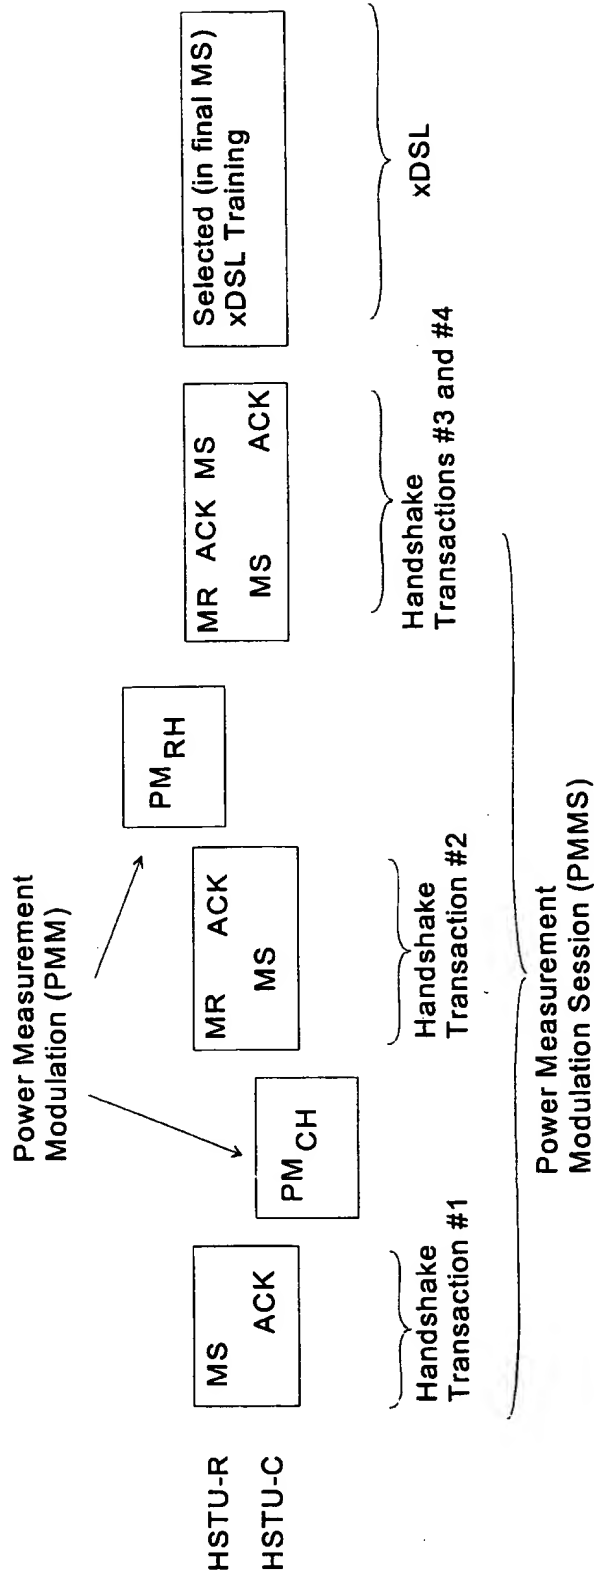 Power Measurement
Modulation (PMM)
HSTU-R
HSTU-C
MS
ACK
PM CH
MR ACK
MS
PM RH
MR ACK MS
MS ACK
Selected (in final MS)
xDSL Training
Handshake
Transaction #1
Handshake
Transaction #2
Handshake
Transactions #3 and #4
xDSL
Power Measurement
Modulation Session (PMMS)